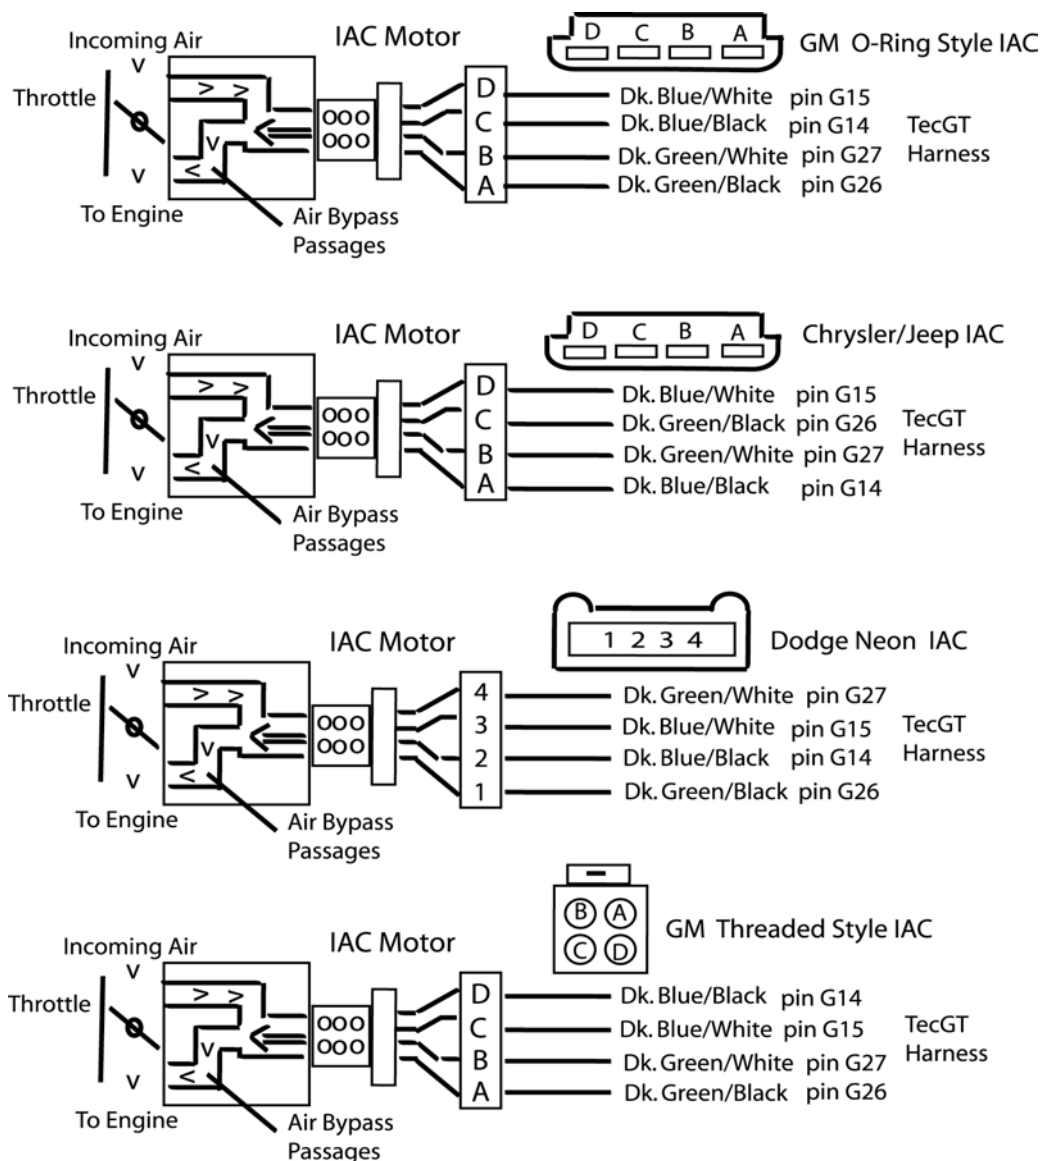 Incoming Air
IAC Motor
D C B A
GM O-Ring Style IAC
Throttle
D
Dk. Blue/White pin G15
C
Dk. Blue/Black pin G14
TecGT
Harness
B
Dk. Green/White pin G27
A
Dk. Green/Black pin G26
To Engine
Air Bypass
Passages
Incoming Air
IAC Motor
D C B A
Chrysler/Jeep IAC
Throttle
D
Dk. Blue/White pin G15
C
Dk. Green/Black pin G26
TecGT
Harness
B
Dk. Green/White pin G27
A
Dk. Blue/Black pin G14
To Engine
Air Bypass
Passages
Incoming Air
IAC Motor
1 2 3 4
Dodge Neon IAC
Throttle
4
Dk. Green/White pin G27
3
Dk. Blue/White pin G15
TecGT
Harness
2
Dk. Blue/Black pin G14
1
Dk. Green/Black pin G26
To Engine
Air Bypass
Passages
Incoming Air
IAC Motor
B A
C D
GM Threaded Style IAC
Throttle
D
Dk. Blue/Black pin G14
C
Dk. Blue/White pin G15
TecGT
Harness
B
Dk. Green/White pin G27
A
Dk. Green/Black pin G26
To Engine
Air Bypass
Passages